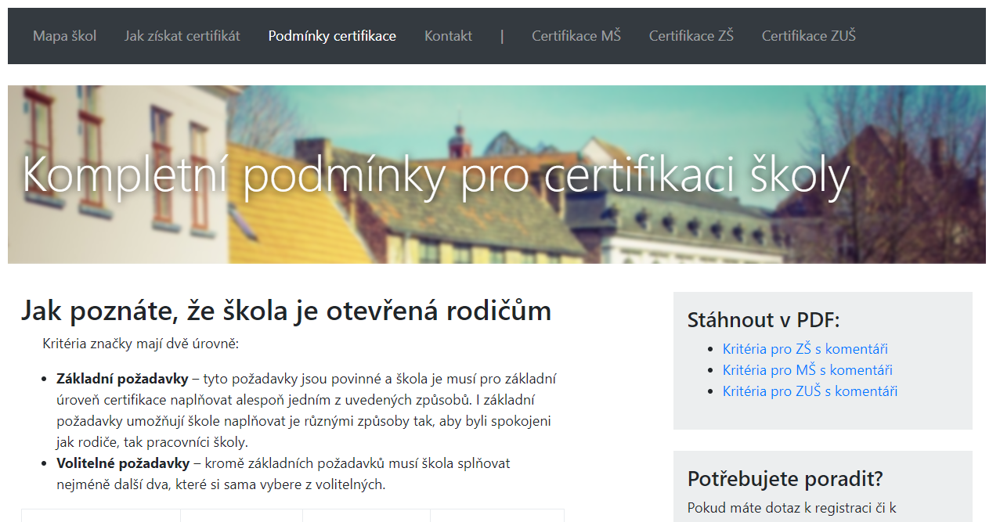 Mapa škol Jak získat certifikát Podmínky certifikace Kontakt | Certifikace MŠ Certifikace ZŠ Certifikace ZUŠ
Kompletní podmínky pro certifikaci školy
Jak poznáte, že škola je otevřená rodičům
Kritéria značky mají dvě úrovně:
• Základní požadavky – tyto požadavky jsou povinné a škola je musí pro základní
úroveň certifikace naplňovat alespoň jedním z uvedených způsobů. I základní
požadavky umožňují škole naplňovat je různými způsoby tak, aby byli spokojeni
jak rodiče, tak pracovníci školy.
• Volitelné požadavky – kromě základních požadavků musí škola splňovat
nejméně další dva, které si sama vybere z volitelných.
Stáhnout v PDF:
• Kritéria pro ZŠ s komentáři
• Kritéria pro MŠ s komentáři
• Kritéria pro ZUŠ s komentáři
Potřebujete poradit?
Pokud máte dotaz k registraci či k